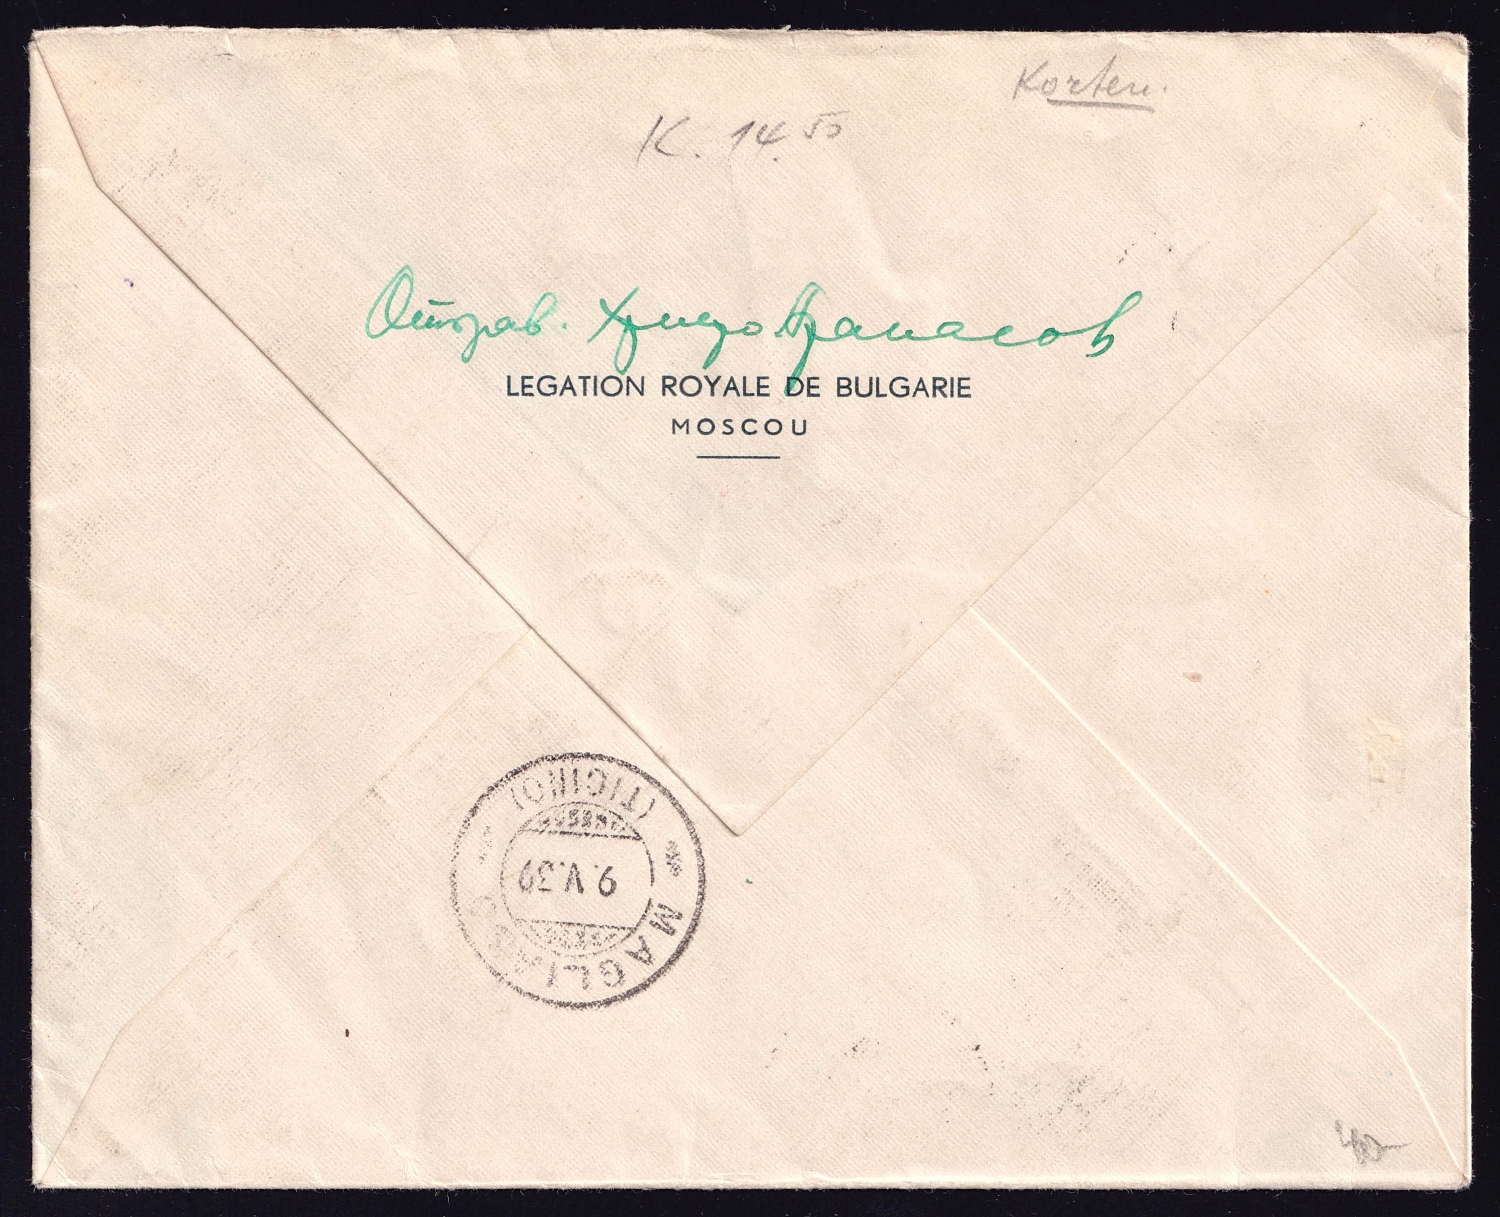 Korten.
K. 14.50
Отправ. Христо Атанасов
LEGATION ROYALE DE BULGARIE
MOSCOU
MAGLIASO
(TICINO)
9.V.39